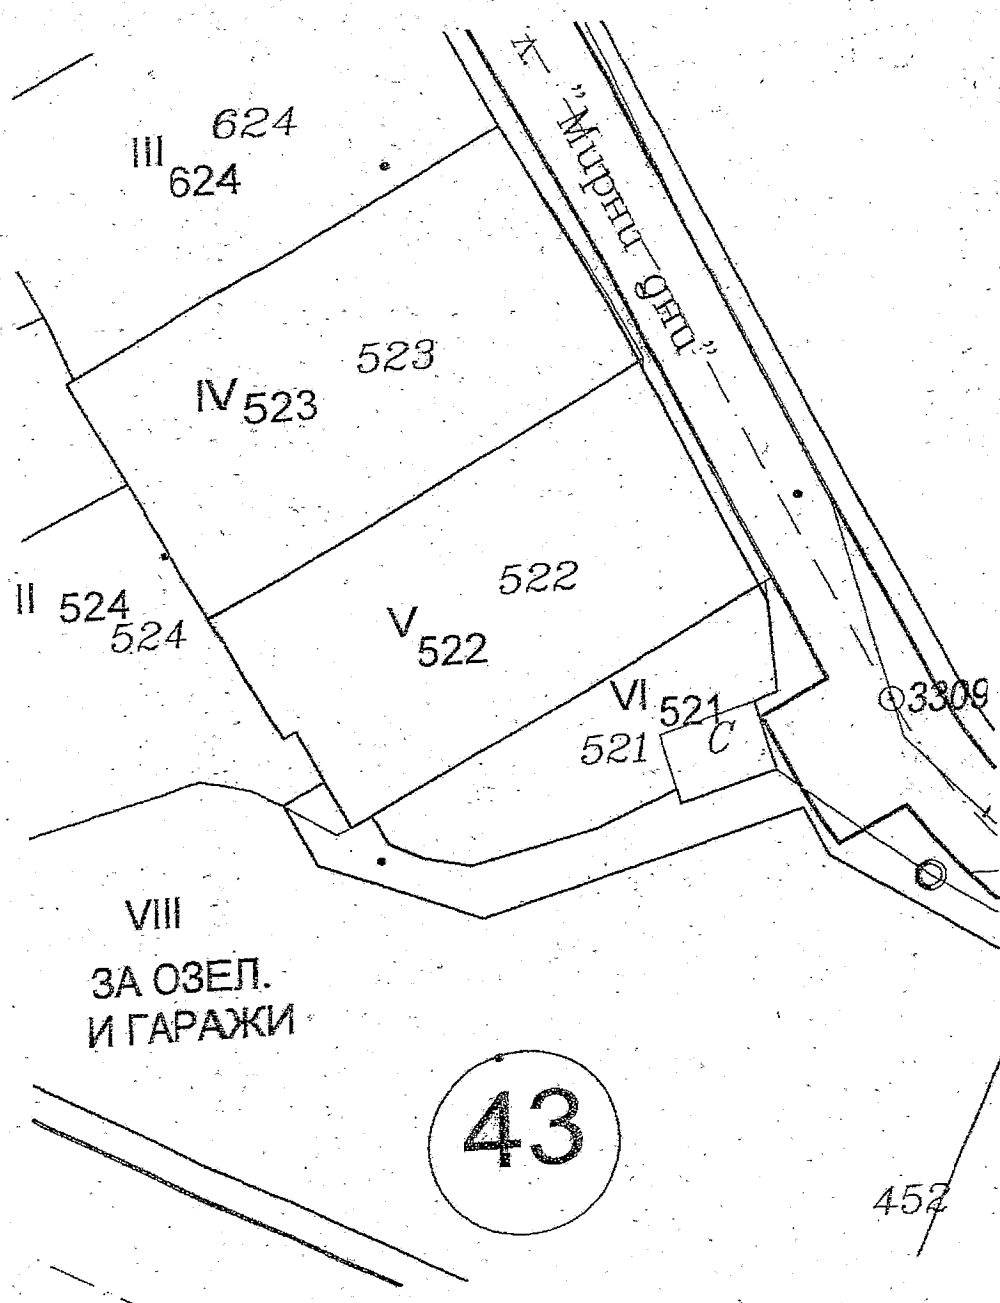 у.
"Мирни дни"
624
III 624
523
IV 523
522
V 522
II 524
524
VI 521
521
C
3309
VIII
ЗА ОЗЕЛ.
И ГАРАЖИ
43
452